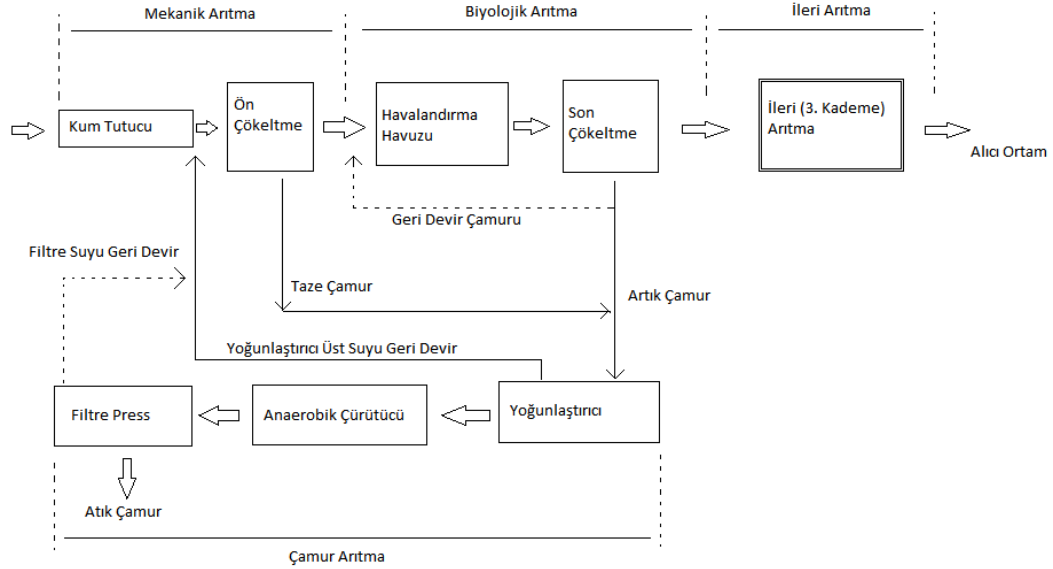 Mekanik Arıtma
Biyolojik Arıtma
İleri Arıtma
Kum Tutucu
Ön
Çökeltme
Havalandırma
Havuzu
Son
Çökeltme
İleri (3. Kademe)
Arıtma
Alıcı Ortam
Geri Devir Çamuru
Filtre Suyu Geri Devir
Taze Çamur
Artık Çamur
Yoğunlaştırıcı Üst Suyu Geri Devir
Filtre Press
Anaerobik Çürütücü
Yoğunlaştırıcı
Atık Çamur
Çamur Arıtma